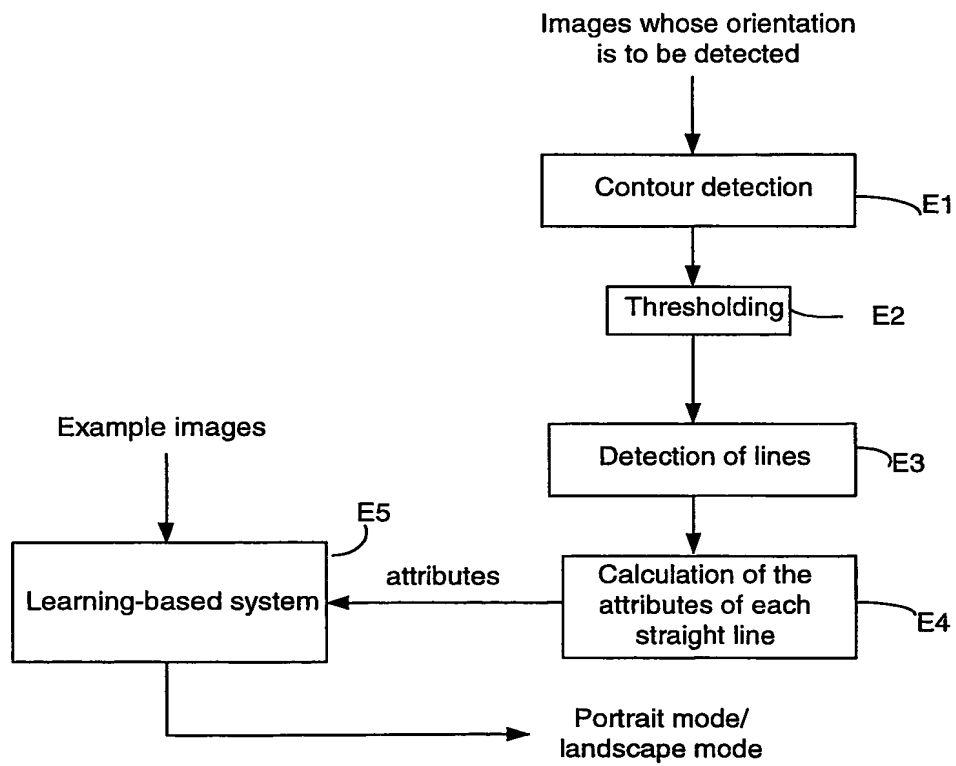 Images whose orientation
is to be detected
Contour detection
E1
Thresholding
E2
Example images
Detection of lines
E3
E5
Learning-based system
attributes
Calculation of the
attributes of each
straight line
E4
Portrait mode/
landscape mode